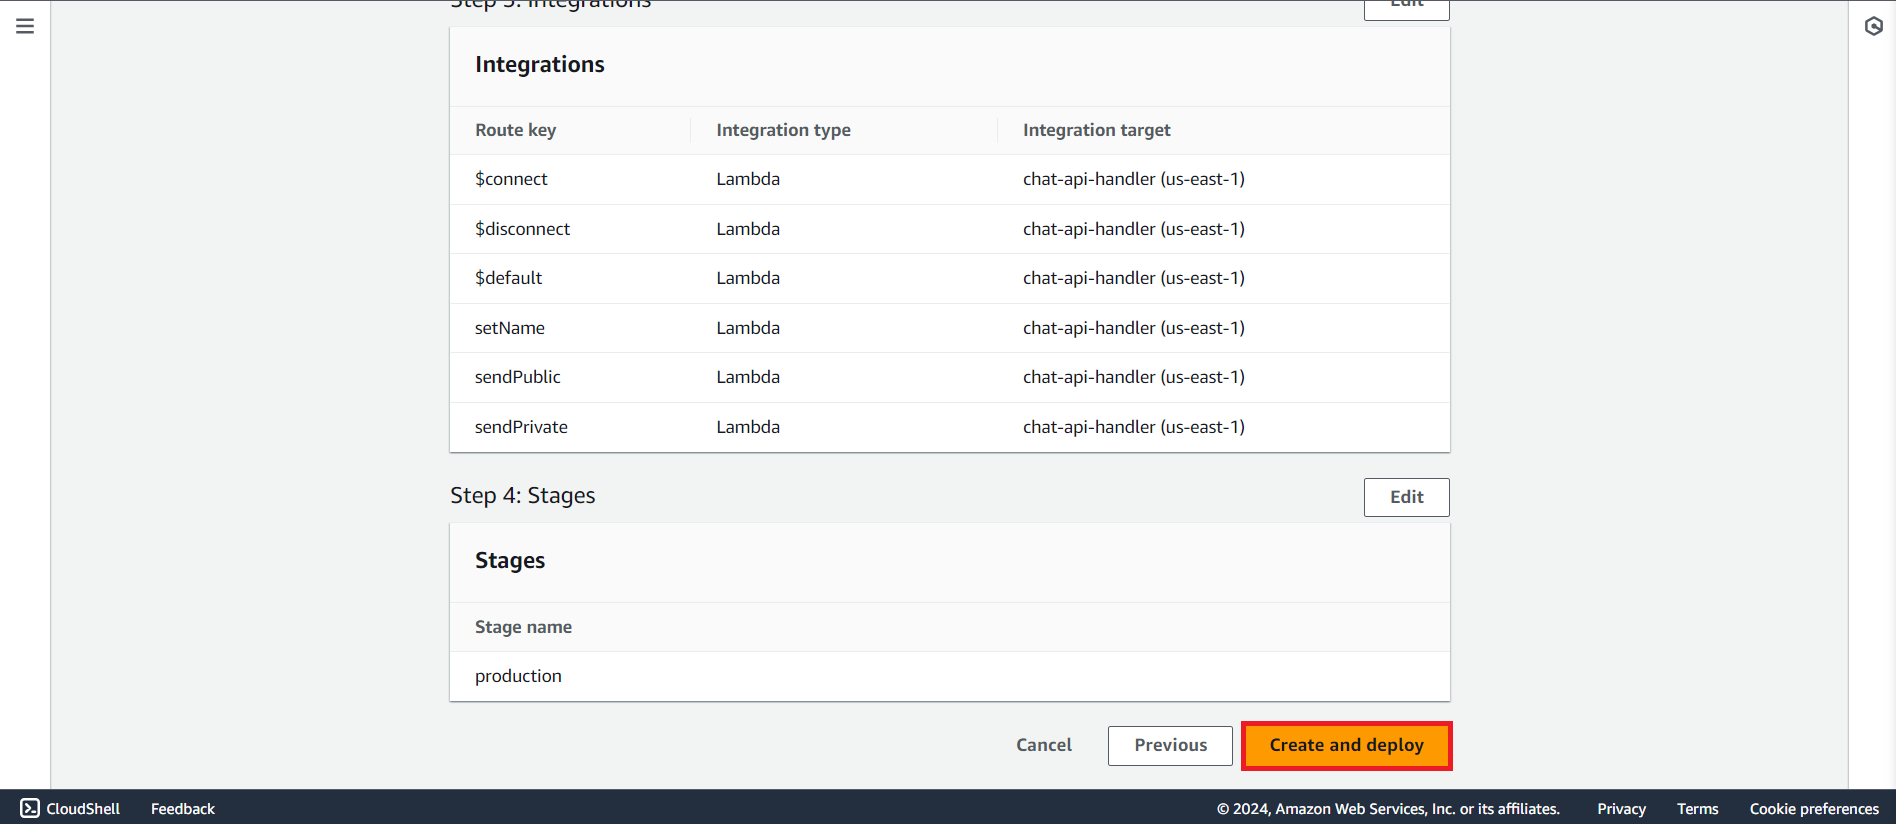 Step 3: Integrations
Edit
Integrations
Route key Integration type Integration target
$connect Lambda chat-api-handler (us-east-1)
$disconnect Lambda chat-api-handler (us-east-1)
$default Lambda chat-api-handler (us-east-1)
setName Lambda chat-api-handler (us-east-1)
sendPublic Lambda chat-api-handler (us-east-1)
sendPrivate Lambda chat-api-handler (us-east-1)
Step 4: Stages
Edit
Stages
Stage name
production
Cancel Previous Create and deploy
CloudShell Feedback © 2024, Amazon Web Services, Inc. or its affiliates. Privacy Terms Cookie preferences